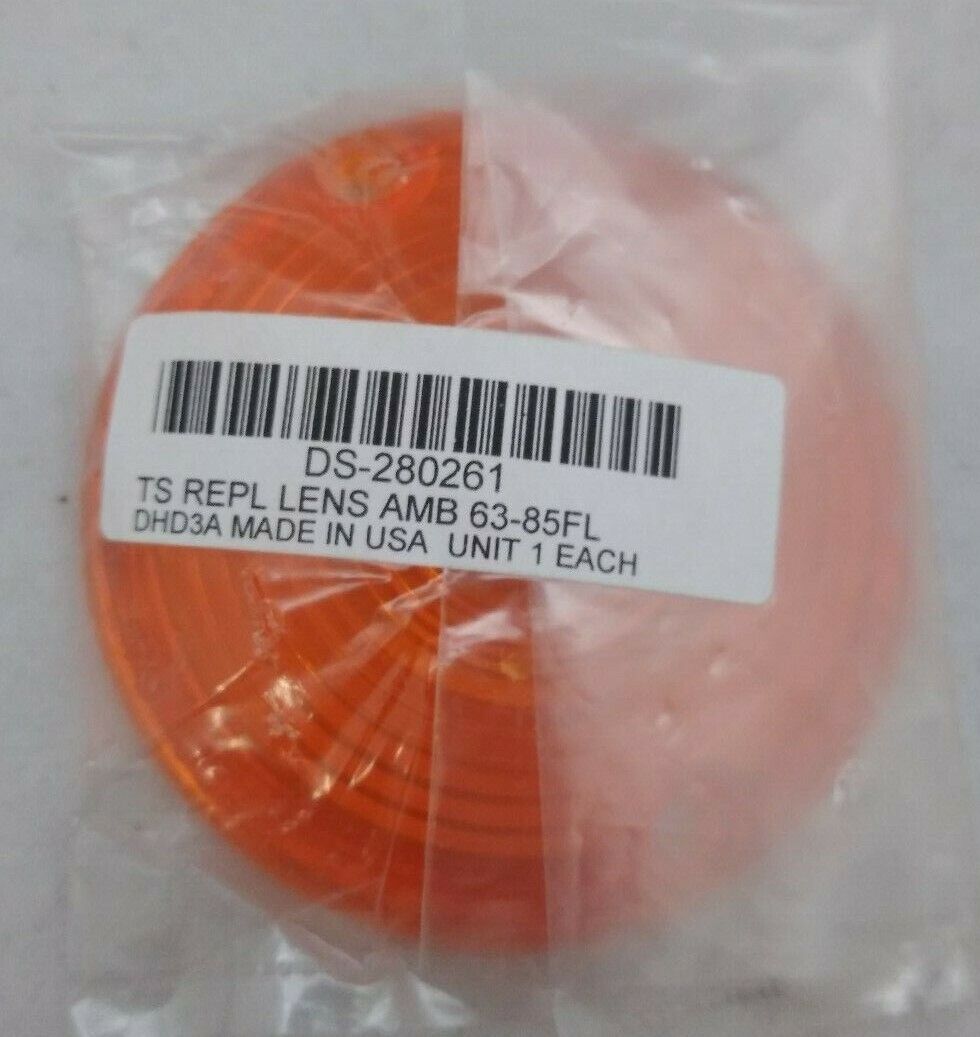 DS-280261
TS REPL LENS AMB 63-85FL
DHD3A MADE IN USA UNIT 1 EACH